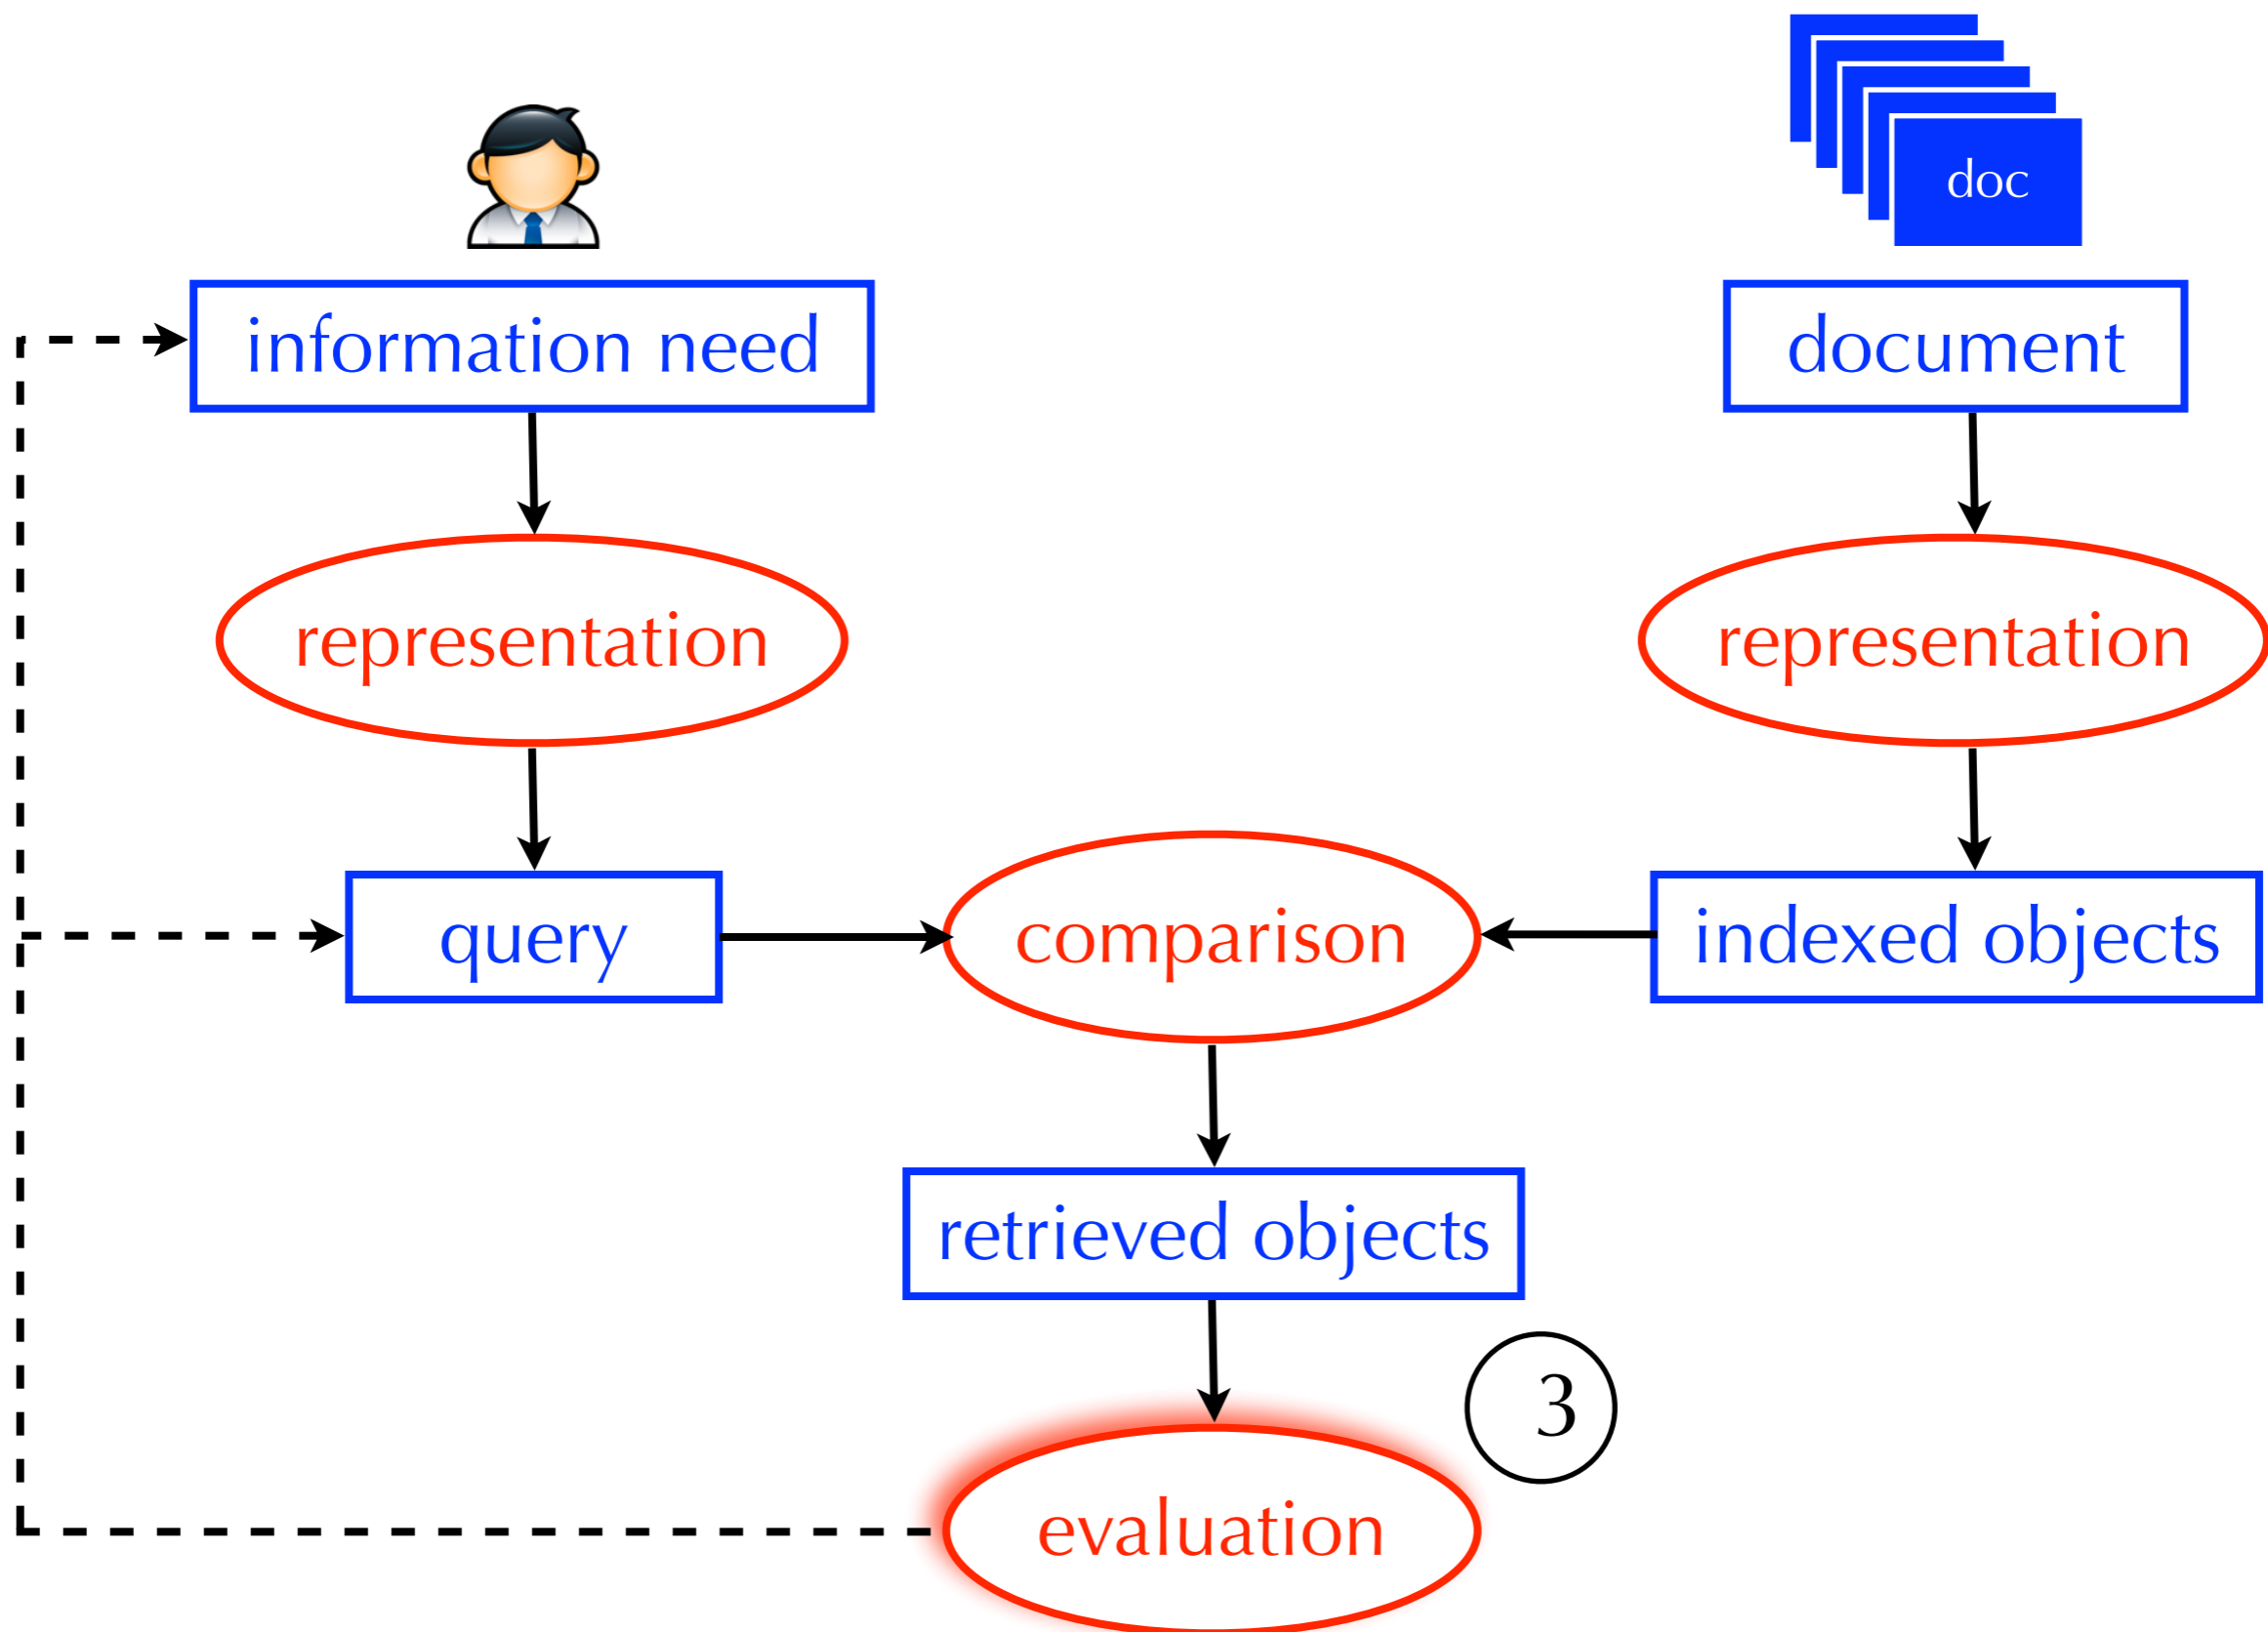 doc
information need
document
representation
representation
query
comparison
indexed objects
retrieved objects
3
evaluation